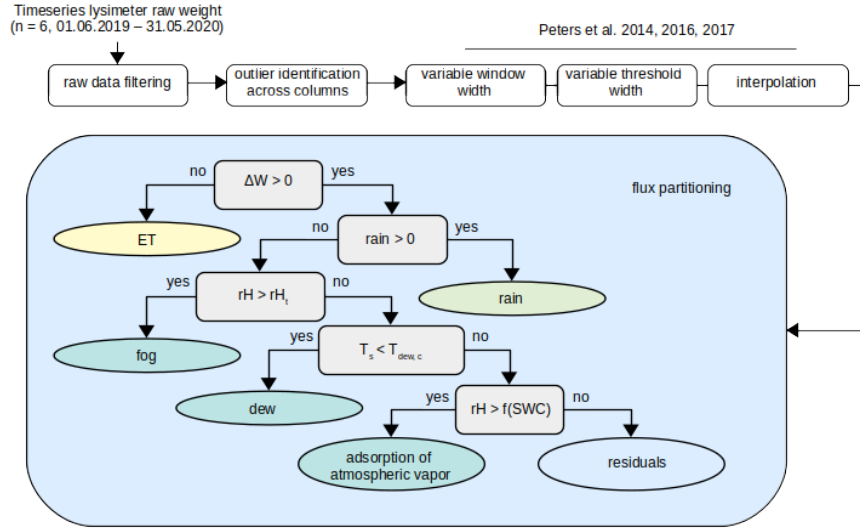 Timeseries lysimeter raw weight
(n = 6, 01.06.2019 – 31.05.2020)
Peters et al. 2014, 2016, 2017
raw data filtering
outlier identification
across columns
variable window
width
variable threshold
width
interpolation
flux partitioning
no
ΔW > 0
yes
ET
no
rain > 0
yes
yes
rH > rHₜ
no
rain
fog
yes
Tₛ < T dew, c
no
dew
yes
rH > f(SWC)
no
adsorption of
atmospheric vapor
residuals